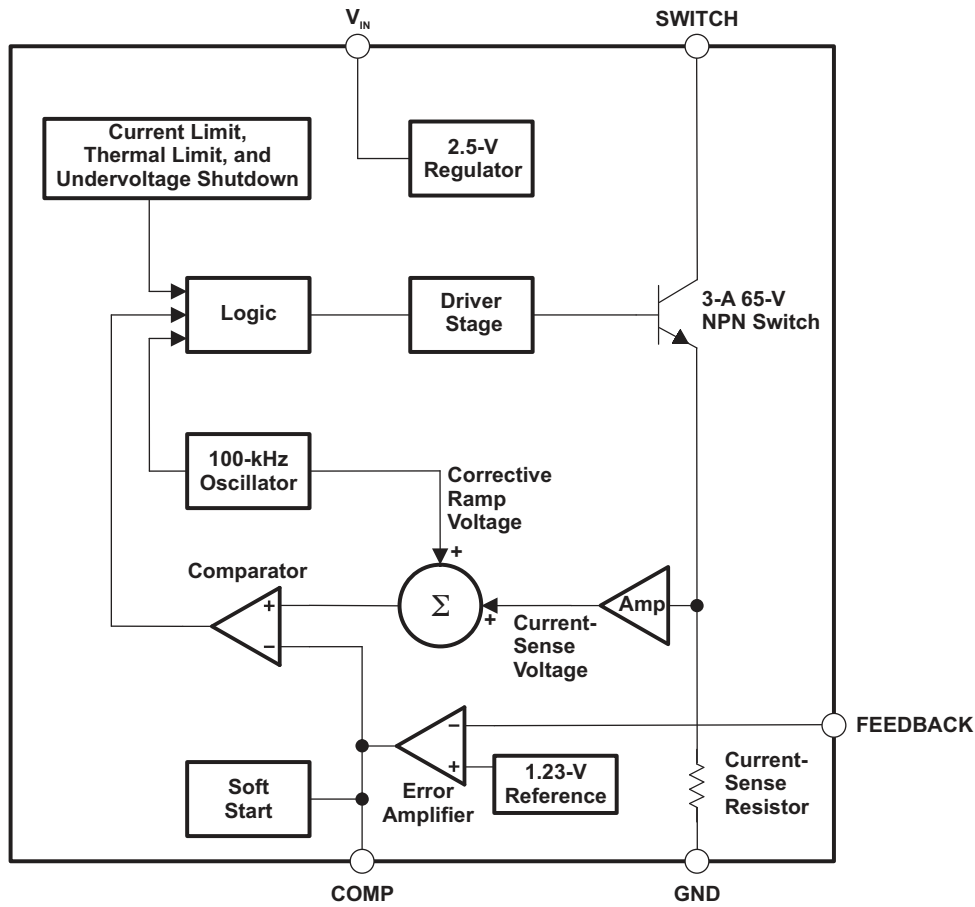 VIN
SWITCH
Current Limit,
Thermal Limit, and
Undervoltage Shutdown
2.5-V
Regulator
Logic
Driver
Stage
3-A 65-V
NPN Switch
100-kHz
Oscillator
Corrective
Ramp
Voltage
+
Comparator
+
−
Σ
+
Current-
Sense
Voltage
Amp
FEEDBACK
−
+
Error
Amplifier
1.23-V
Reference
Current-
Sense
Resistor
Soft
Start
COMP
GND